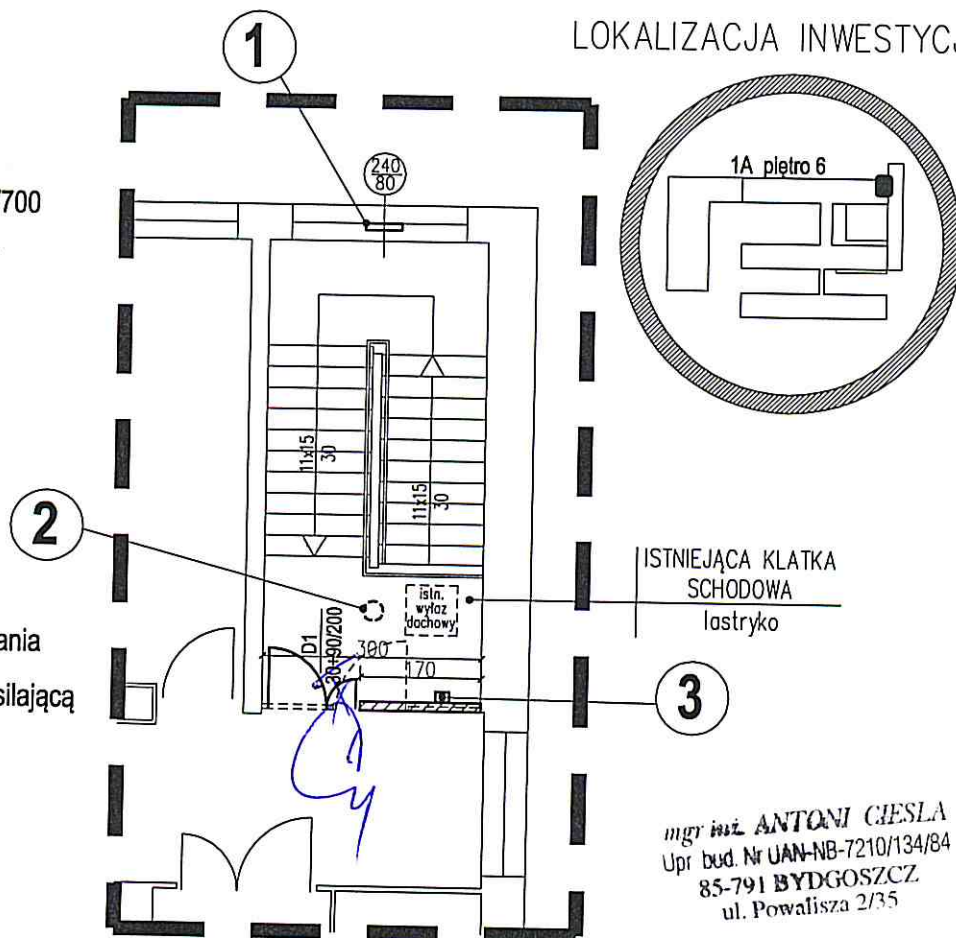 LOKALIZACJA INWESTYCJ
1
240
80
1A piętro 6
700
11x15
30
11x15
30
2
ISTNIEJĄCA KLATKA
SCHODOWA
lastryko
istn.
wyłaz
dachowy
D1
90/200
300
170
ania
silającą
3
mgr inż. ANTONI CIEŚLA
Upr bud. Nr UAN-NB-7210/134/84
85-791 BYDGOSZCZ
ul. Powalisza 2/35